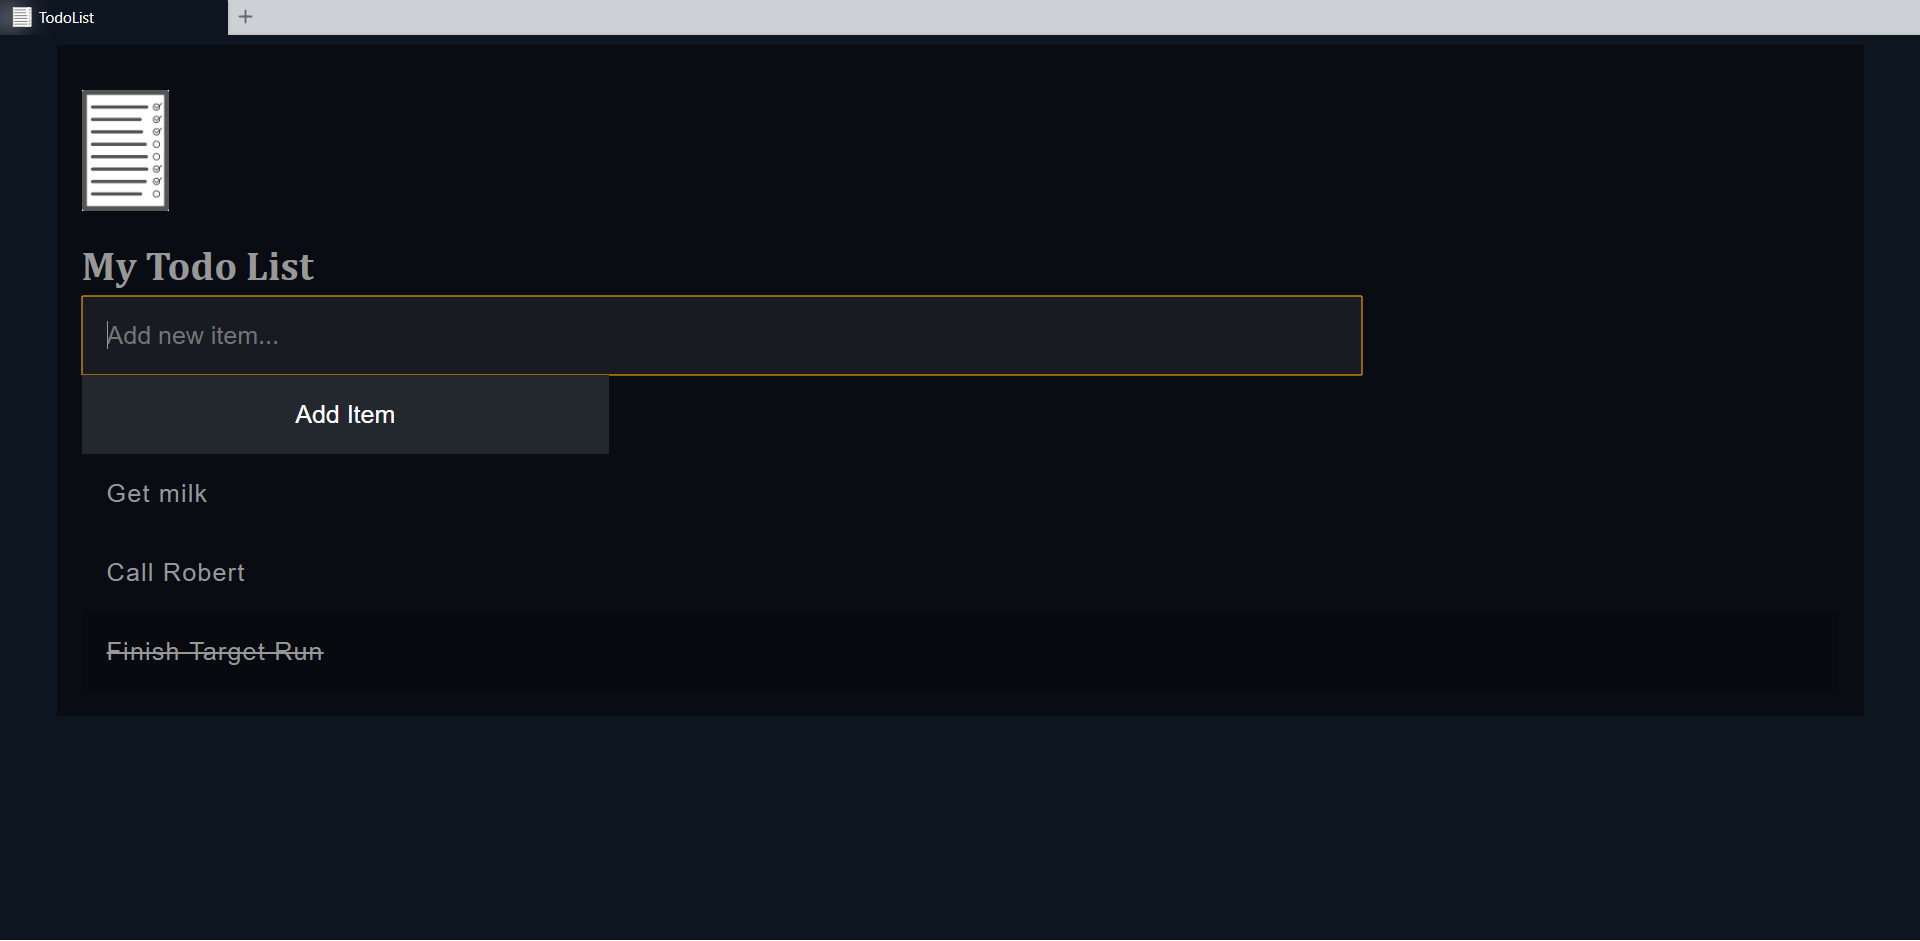 TodoList
My Todo List
Add new item...
Add Item
Get milk
Call Robert
Finish Target Run